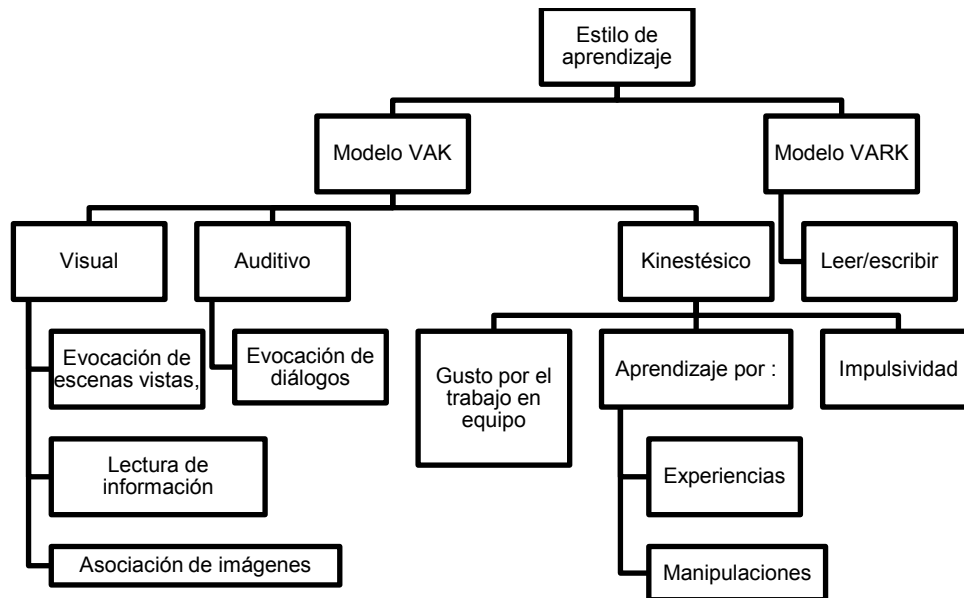 Estilo de
aprendizaje
Modelo VAK
Modelo VARK
Visual
Auditivo
Kinestésico
Leer/escribir
Evocación de
escenas vistas,
Evocación de
diálogos
Gusto por el
trabajo en
equipo
Aprendizaje por :
Impulsividad
Lectura de
información
Experiencias
Asociación de imágenes
Manipulaciones